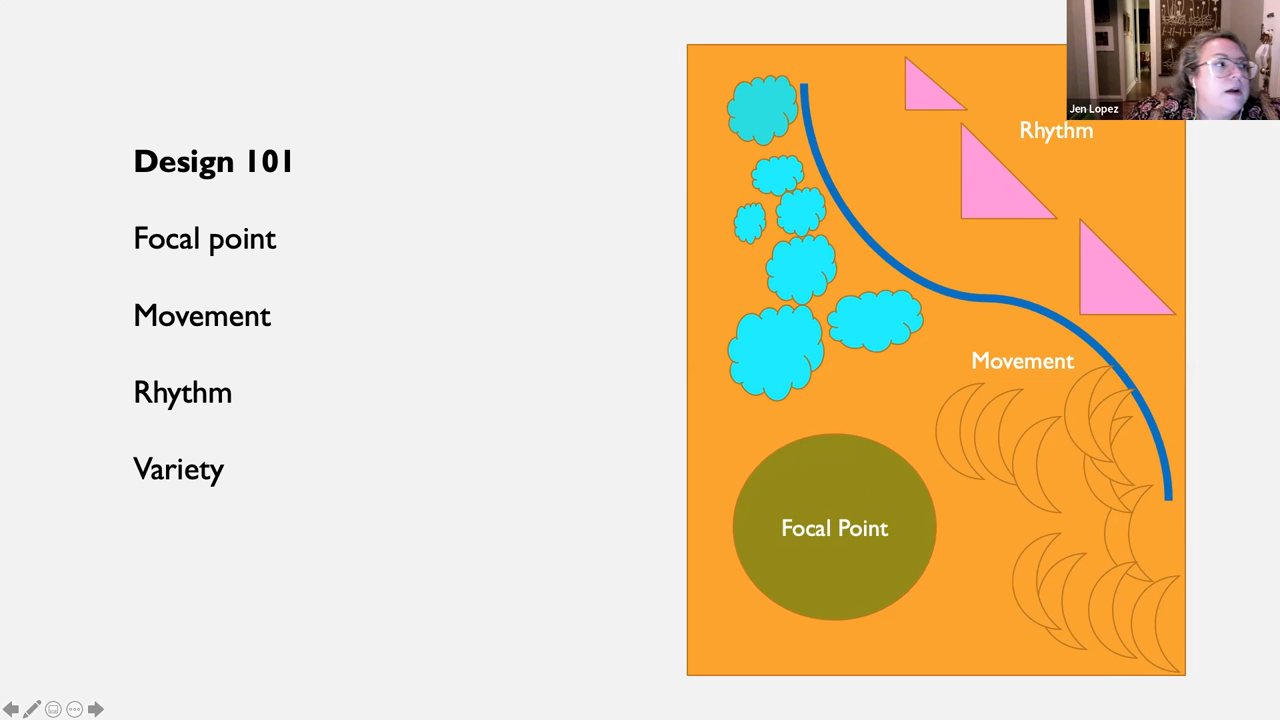 Design 101
Focal point
Movement
Rhythm
Variety
Jen Lopez
Rhythm
Movement
Focal Point